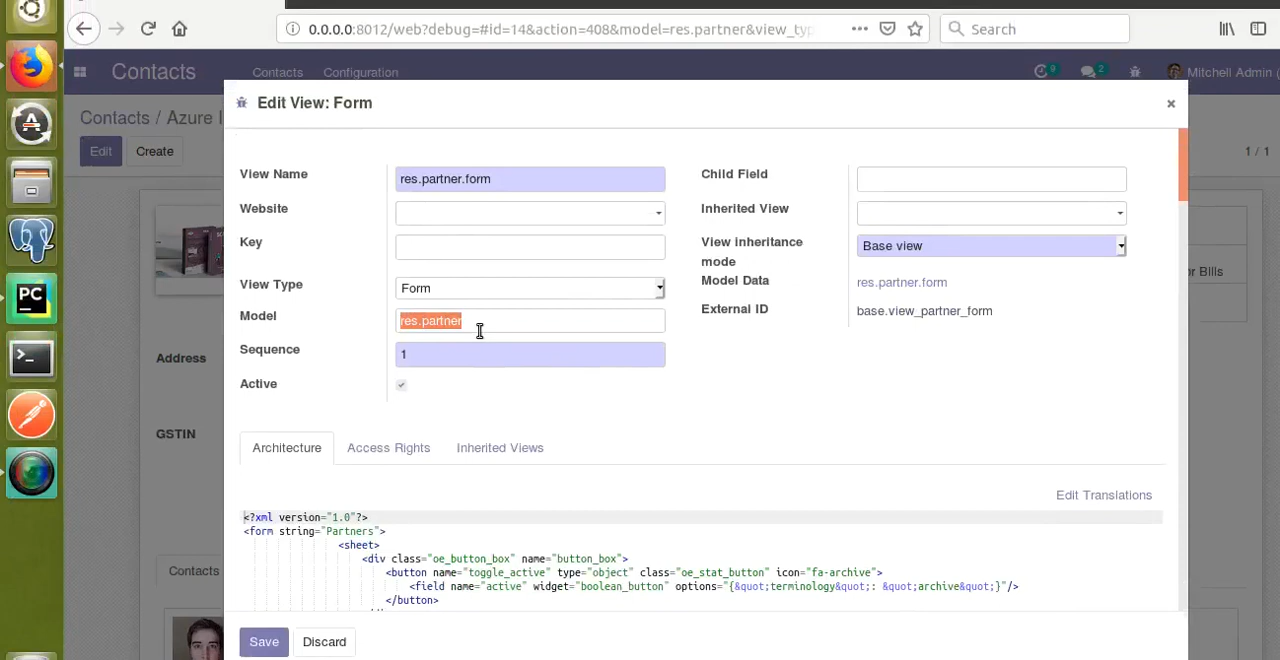 0.0.0.0:8012/web?debug=#id=14&action=408&model=res.partner&view_typ
Search
Contacts
Contacts
Configuration
9
2
Mitchell Admin (
Contacts / Azure I
Edit
Create
1 / 1
Edit View: Form
×
View Name
res.partner.form
Child Field
Website
Inherited View
Key
View inheritance mode
Base view
View Type
Form
Model Data
res.partner.form
Model
res.partner
External ID
base.view_partner_form
Sequence
1
Active
Address
GSTIN
or Bills
Architecture
Access Rights
Inherited Views
Edit Translations
<?xml version="1.0"?>
<form string="Partners">
<sheet>
<div class="oe_button_box" name="button_box">
<button name="toggle_active" type="object" class="oe_stat_button" icon="fa-archive">
<field name="active" widget="boolean_button" options="{&quot;terminology&quot;: &quot;archive&quot;}"/>
</button>
Contacts
Save
Discard
PC